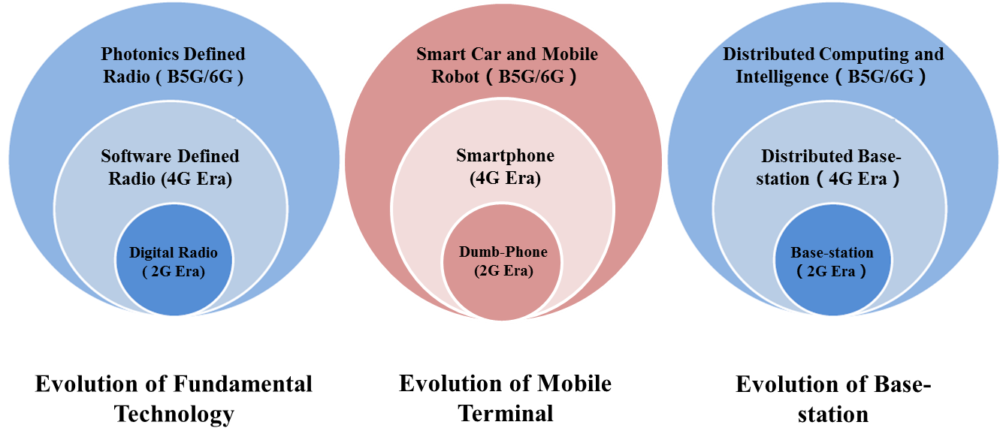 Photonics Defined
Radio ( B5G/6G )
Software Defined
Radio (4G Era)
Digital Radio
( 2G Era)
Evolution of Fundamental
Technology
Smart Car and Mobile
Robot（B5G/6G）
Smartphone
(4G Era)
Dumb-Phone
(2G Era)
Evolution of Mobile
Terminal
Distributed Computing and
Intelligence（B5G/6G）
Distributed Base-
station（4G Era）
Base-station
（2G Era）
Evolution of Base-
station